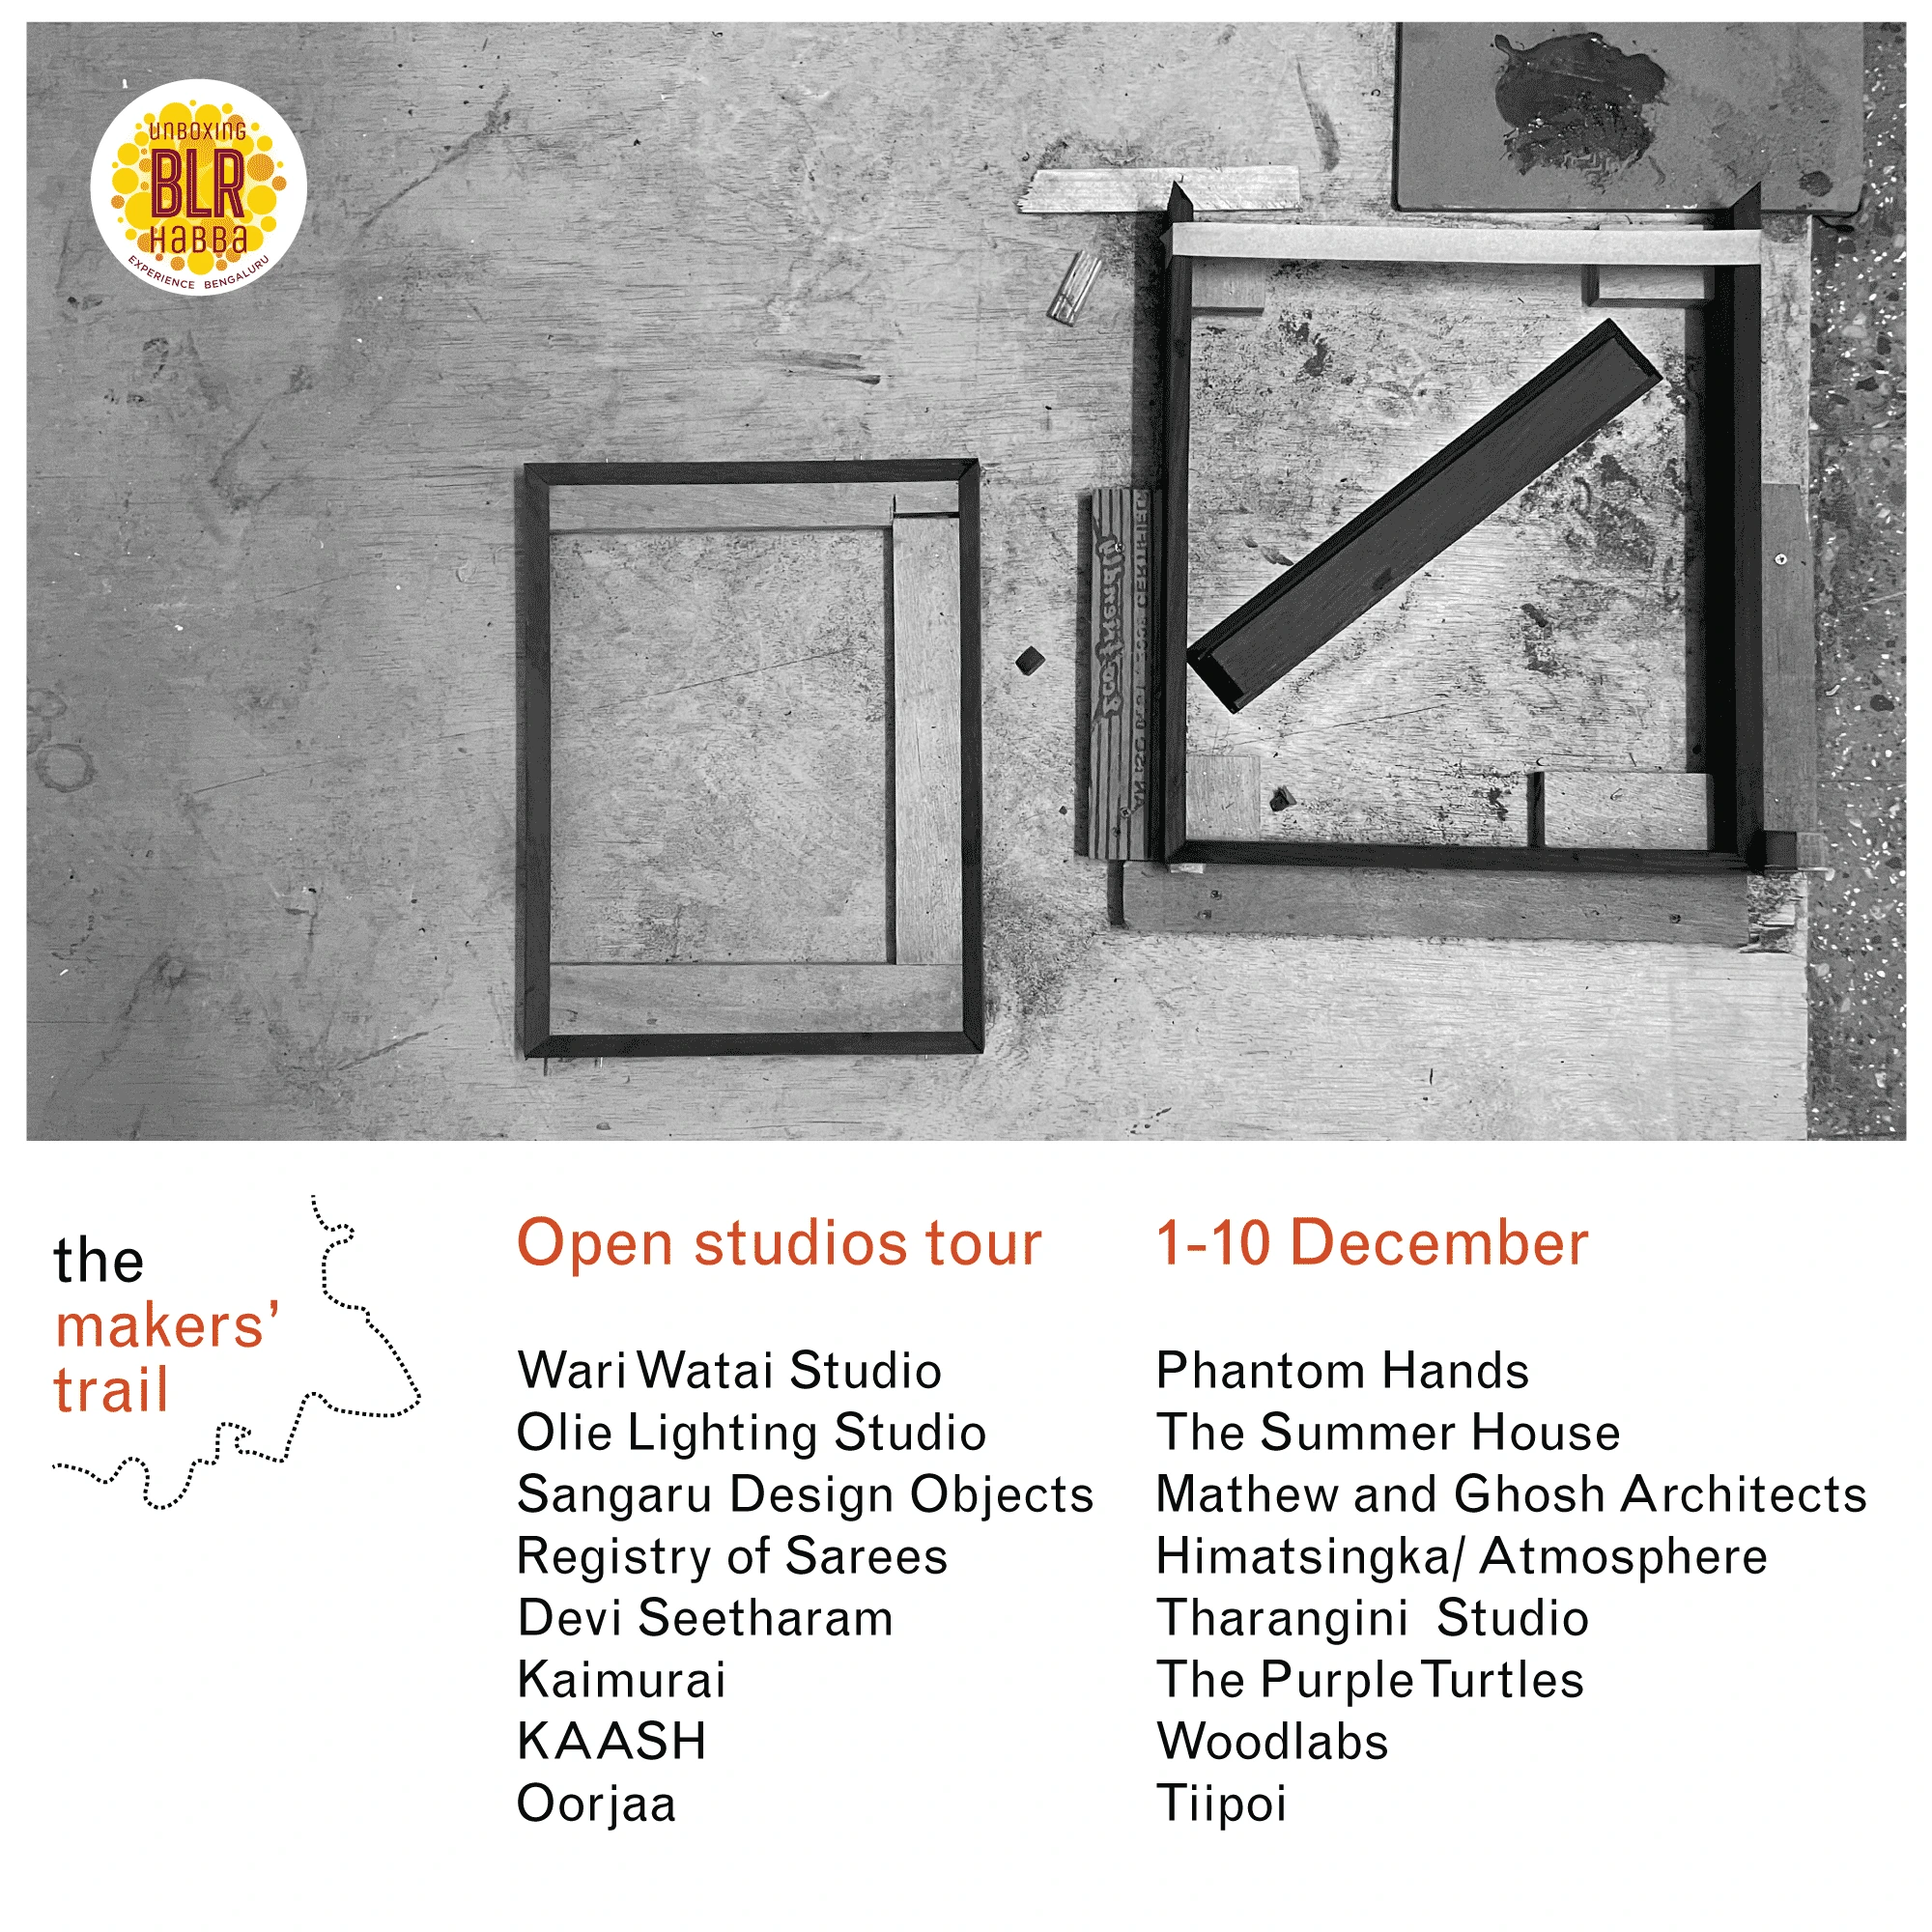 UNBOXING
BLR
HABBA
EXPERIENCE BENGALURU
the
makers’
trail
Open studios tour
Wari Watai Studio
Olie Lighting Studio
Sangaru Design Objects
Registry of Sarees
Devi Seetharam
Kaimurai
KAASH
Oorjaa
1-10 December
Phantom Hands
The Summer House
Mathew and Ghosh Architects
Himatsingka/ Atmosphere
Tharangini Studio
The Purple Turtles
Woodlabs
Tiipoi